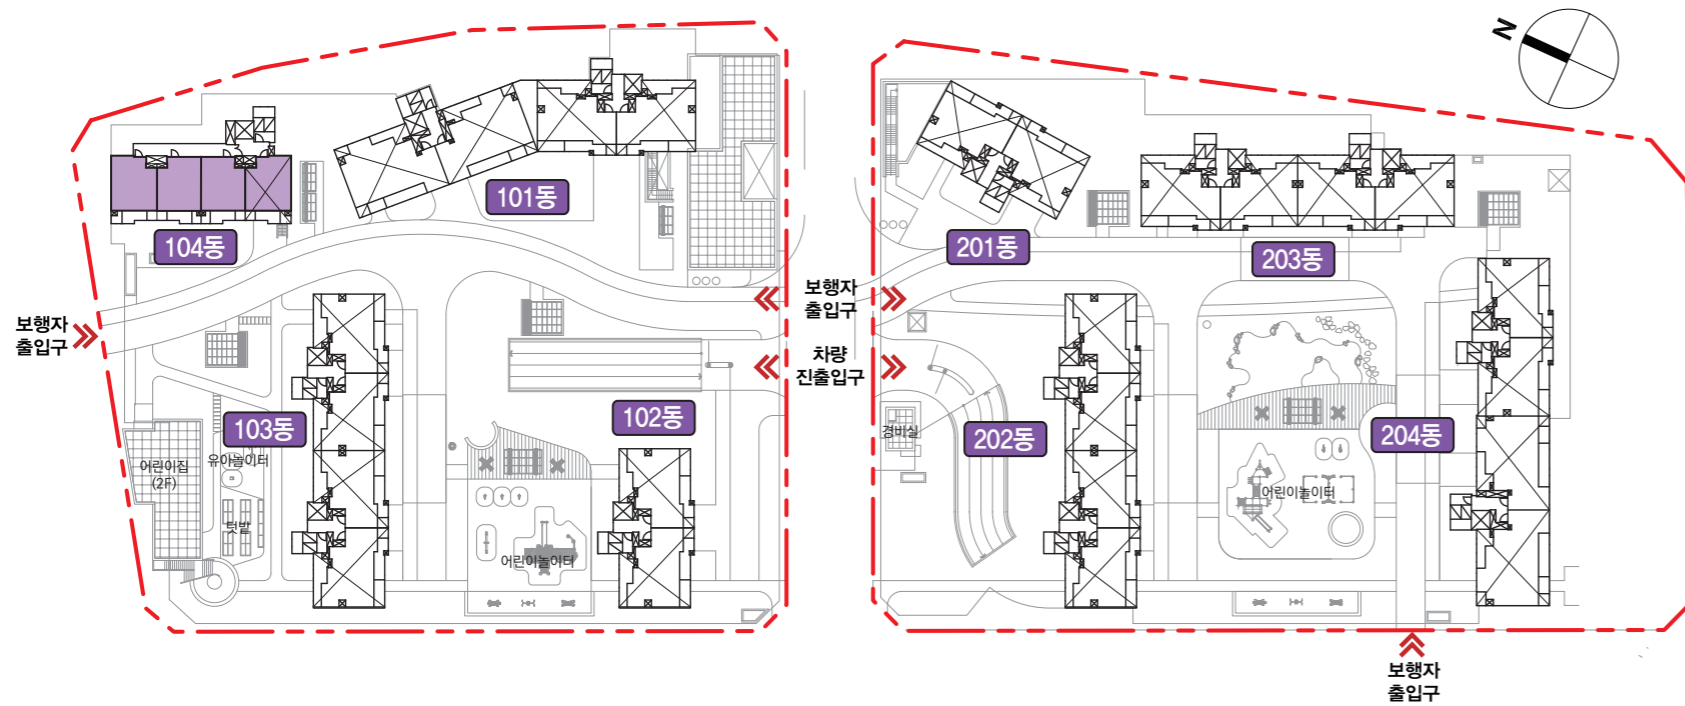 N
101동
104동
201동
203동
보행자
출입구
보행자
출입구
차량
진출입구
103동
102동
202동
204동
경비실
어린이집
(2F)
유아놀이터
텃밭
어린이놀이터
어린이놀이터
보행자
출입구